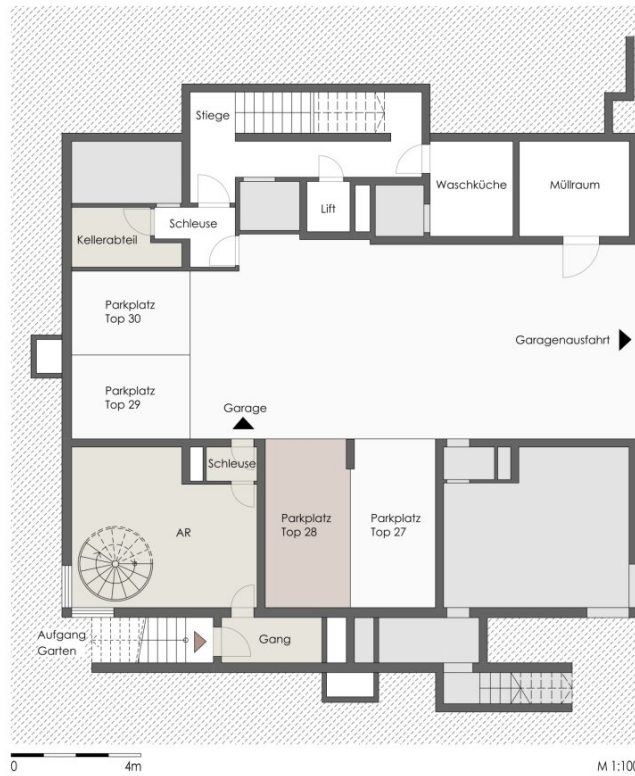 Stiege
Waschküche
Müllraum
Lift
Schleuse
Kellerabteil
Parkplatz
Top 30
Garagenausfahrt
Parkplatz
Top 29
Garage
Schleuse
Parkplatz
Top 28
Parkplatz
Top 27
AR
Aufgang
Garten
Gang
0
4m
M 1:100